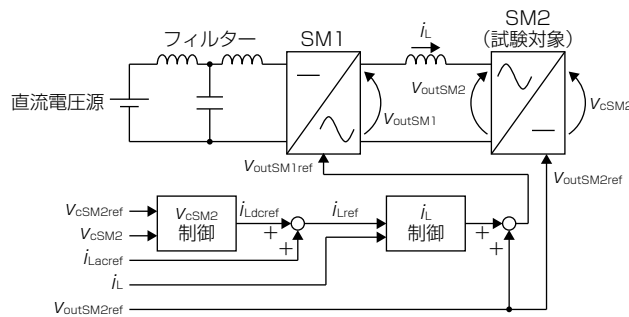 フィルター
SM1
iL
SM2
(試験対象)
直流電圧源
VoutSM1
VoutSM2
VcSM2
VoutSM1ref
VoutSM2ref
VcSM2ref
VcSM2
VcSM2
制御
iLdcref
+
+
iLref
iL
制御
+
+
iLacref
iL
VoutSM2ref